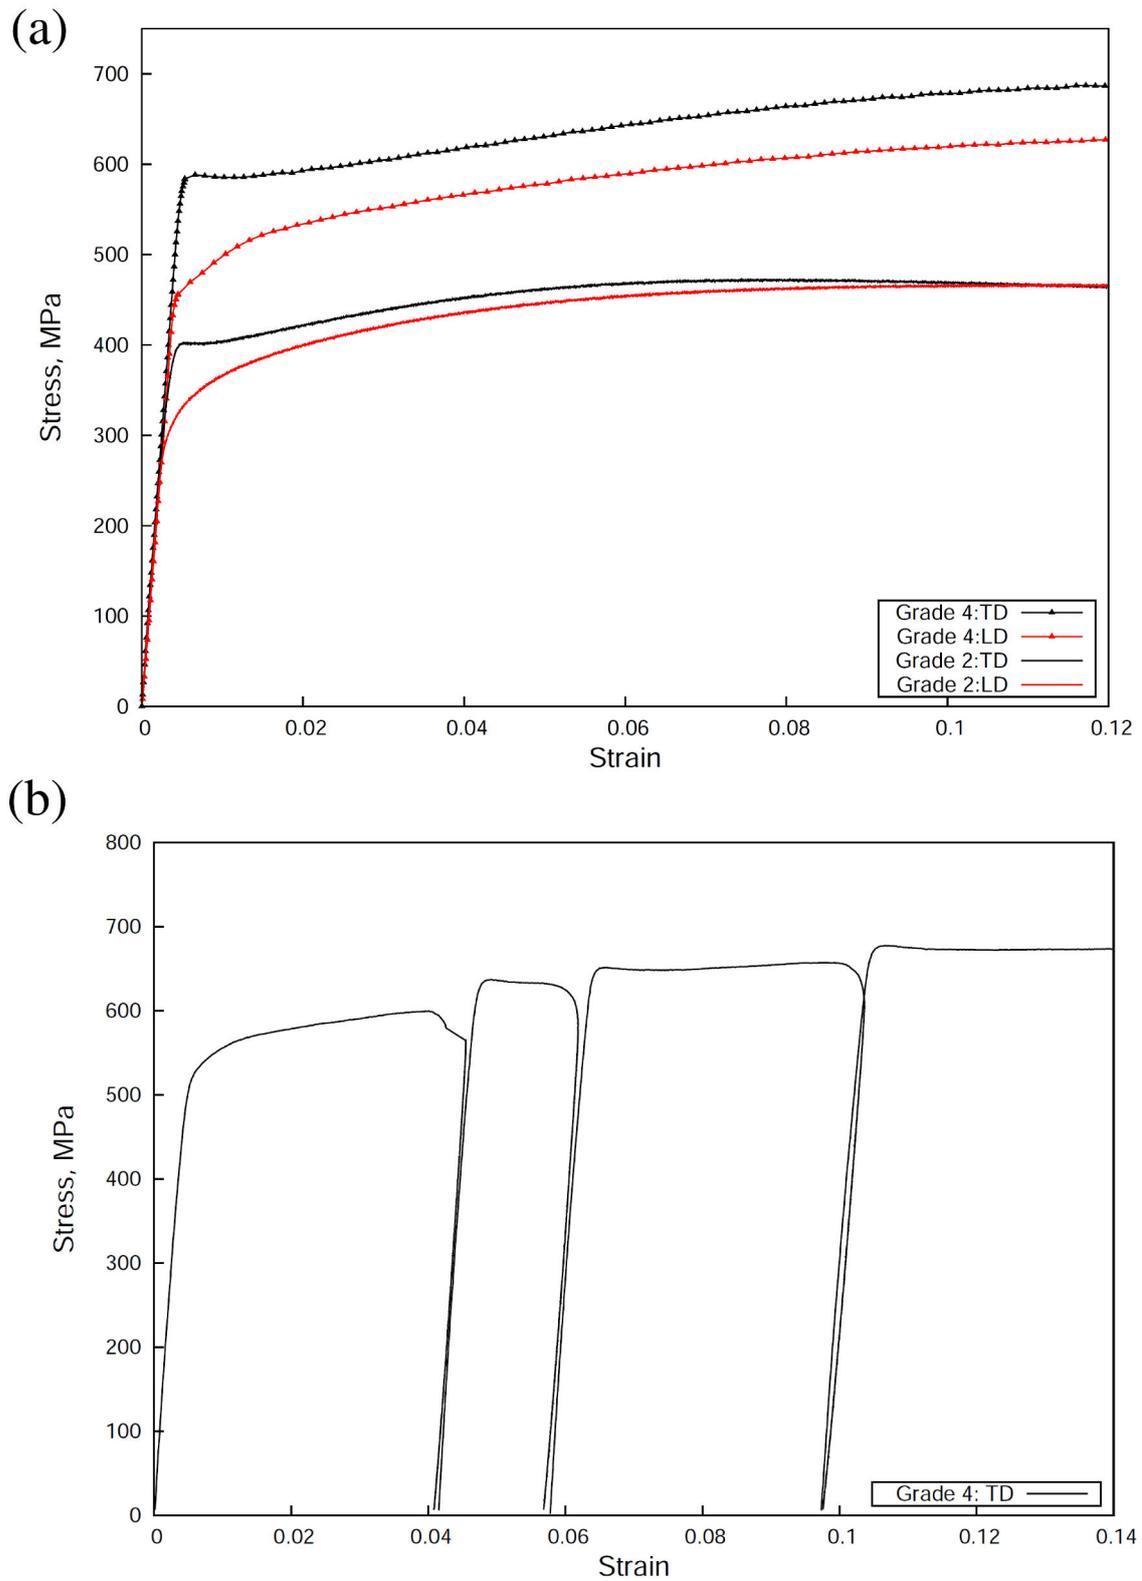 (a)
700
600
500
400
300
200
100
0
Stress, MPa
0 0.02 0.04 0.06 0.08 0.1 0.12
Strain
Grade 4:TD
Grade 4:LD
Grade 2:TD
Grade 2:LD
(b)
800
700
600
500
400
300
200
100
0
Stress, MPa
Grade 4: TD
0 0.02 0.04 0.06 0.08 0.1 0.12 0.14
Strain